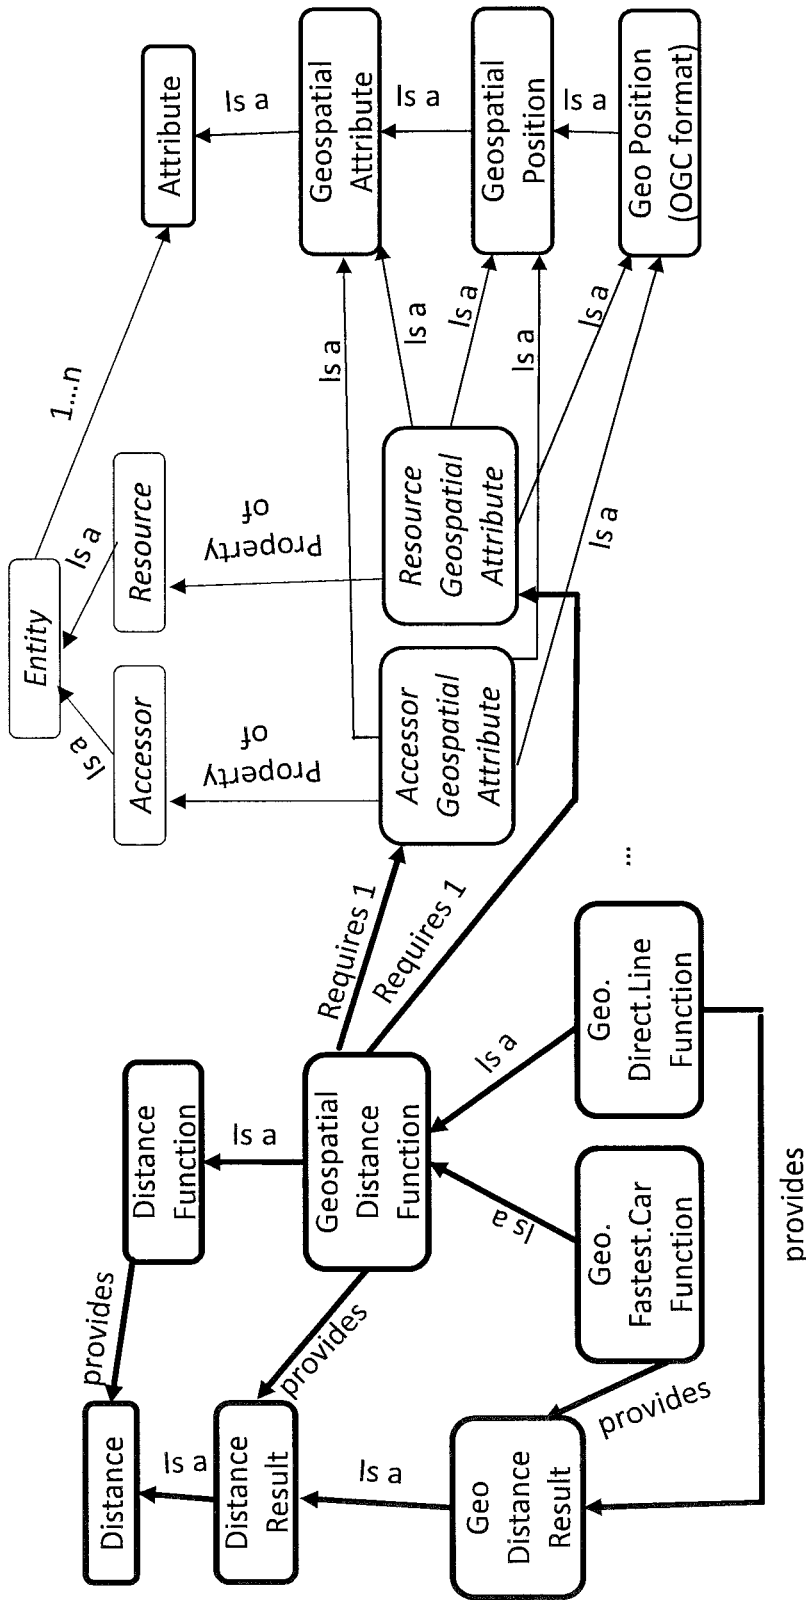 Entity
Is a
Is a
1...n
Accessor
Resource
Attribute
Distance
provides
Distance
Function
Property
of
Property
of
Is a
Is a
Is a
Distance
Result
provides
Geospatial
Distance
Function
Requires 1
Requires 1
Accessor
Geospatial
Attribute
Resource
Geospatial
Attribute
Is a
Is a
Is a
Is a
Is a
Is a
Geospatial
Attribute
Is a
Geospatial
Position
Is a
Geo Position
(OGC format)
Is a
Geo
Distance
Result
provides
Is a
Is a
Geo.
Fastest.Car
Function
Geo.
Direct.Line
Function
...
provides